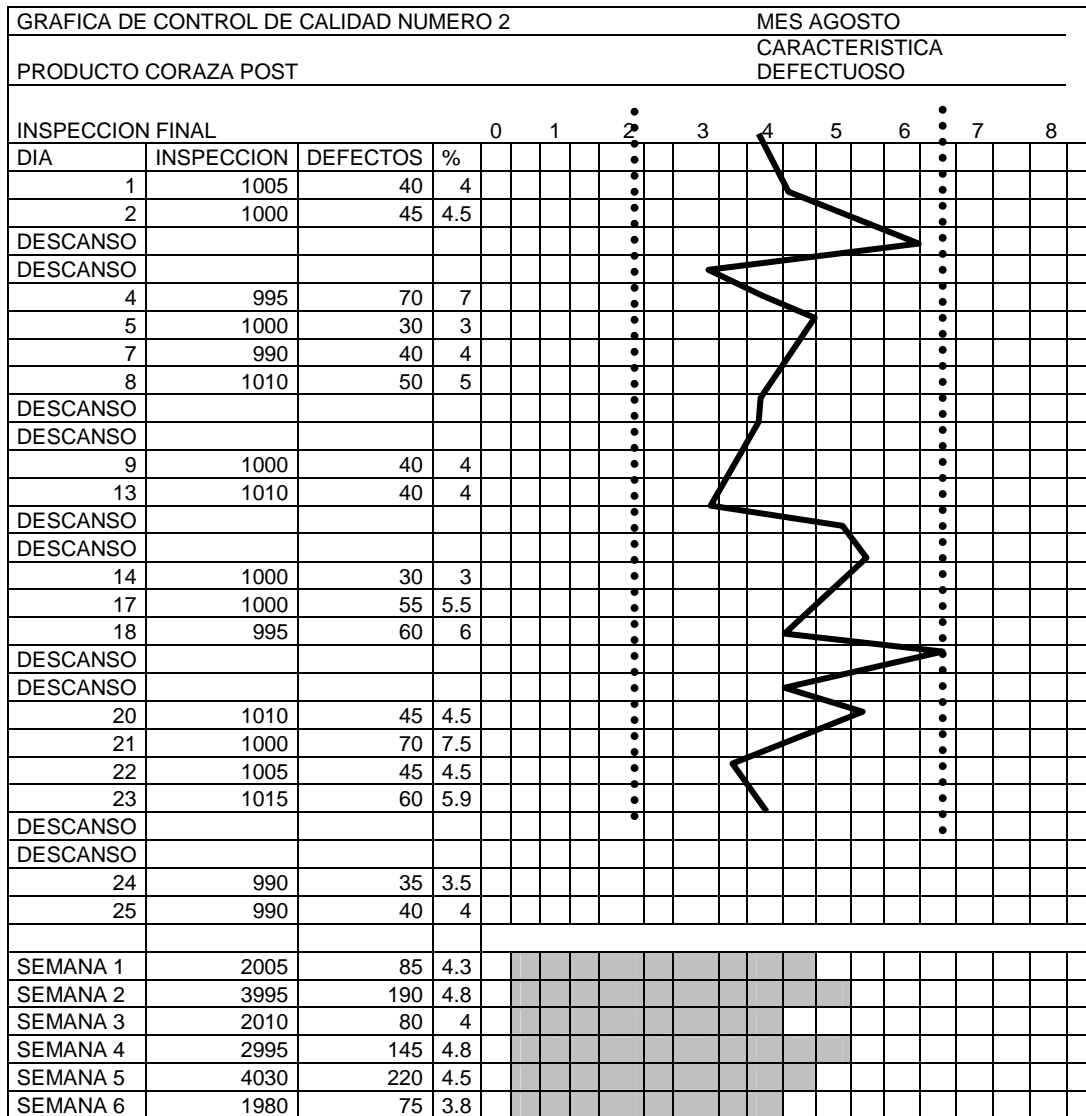 GRAFICA DE CONTROL DE CALIDAD NUMERO 2 MES AGOSTO
CARACTERISTICA
PRODUCTO CORAZA POST DEFECTUOSO
INSPECCION FINAL 0 1 2 3 4 5 6 7 8
DIA INSPECCION DEFECTOS %
1 1005 40 4
2 1000 45 4.5
DESCANSO
DESCANSO
4 995 70 7
5 1000 30 3
7 990 40 4
8 1010 50 5
DESCANSO
DESCANSO
9 1000 40 4
13 1010 40 4
DESCANSO
DESCANSO
14 1000 30 3
17 1000 55 5.5
18 995 60 6
DESCANSO
DESCANSO
20 1010 45 4.5
21 1000 70 7.5
22 1005 45 4.5
23 1015 60 5.9
DESCANSO
DESCANSO
24 990 35 3.5
25 990 40 4
SEMANA 1 2005 85 4.3
SEMANA 2 3995 190 4.8
SEMANA 3 2010 80 4
SEMANA 4 2995 145 4.8
SEMANA 5 4030 220 4.5
SEMANA 6 1980 75 3.8